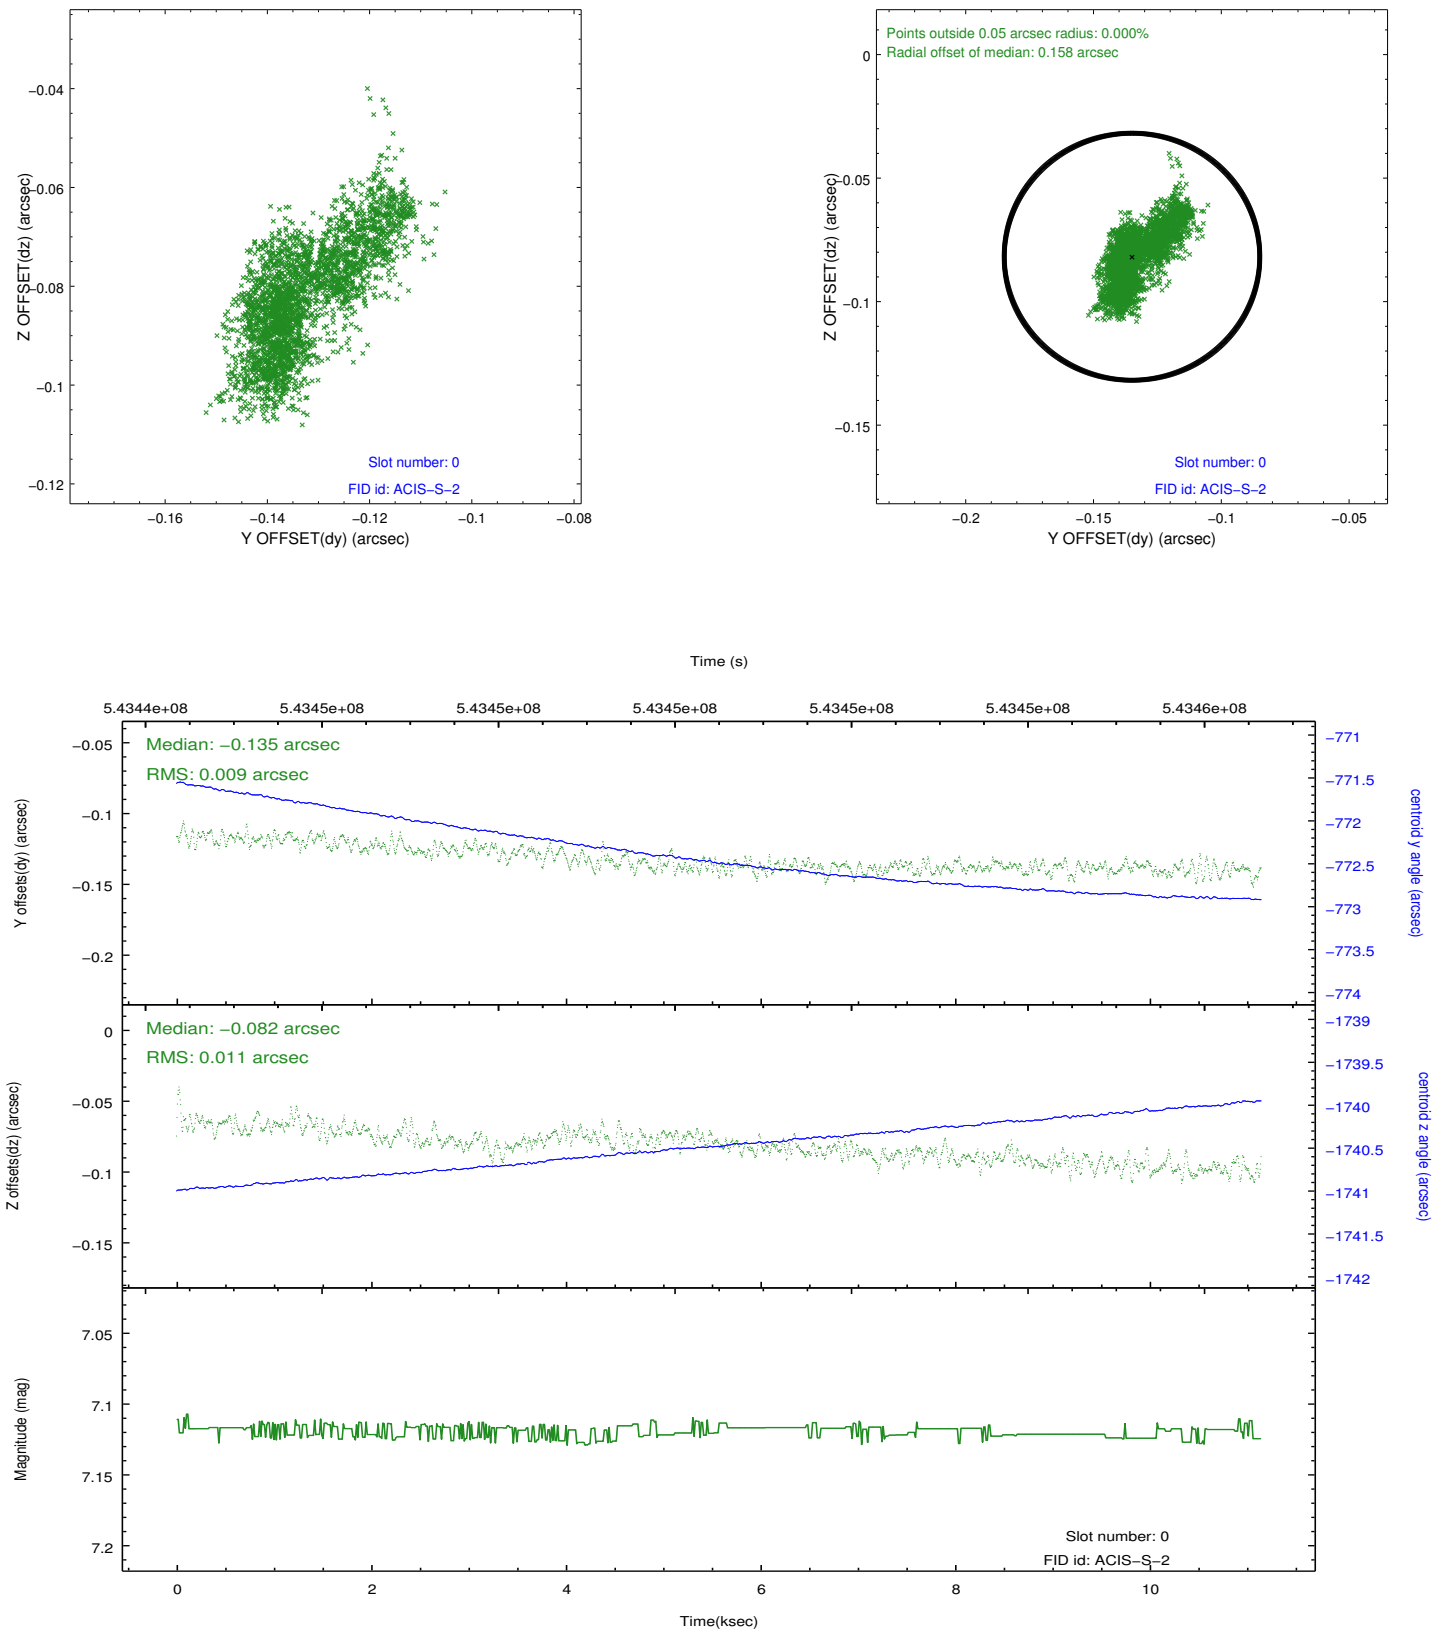 −0.04
−0.06
−0.08
−0.1
−0.12
Z OFFSET(dz) (arcsec)
Slot number: 0
FID id: ACIS−S−2
−0.16
−0.14
−0.12
−0.1
−0.08
Y OFFSET(dy) (arcsec)
Points outside 0.05 arcsec radius: 0.000%
Radial offset of median: 0.158 arcsec
0
−0.05
−0.1
−0.15
Z OFFSET(dz) (arcsec)
Slot number: 0
FID id: ACIS−S−2
−0.2
−0.15
−0.1
−0.05
Y OFFSET(dy) (arcsec)
Time (s)
5.4344e+08
5.4345e+08
5.4345e+08
5.4345e+08
5.4345e+08
5.4345e+08
5.4346e+08
Median: −0.135 arcsec
RMS: 0.009 arcsec
−0.05
−0.1
−0.15
−0.2
Y offsets(dy) (arcsec)
−771
−771.5
−772
−772.5
−773
−773.5
−774
centroid y angle (arcsec)
Median: −0.082 arcsec
RMS: 0.011 arcsec
0
−0.05
−0.1
−0.15
Z offsets(dz) (arcsec)
−1739
−1739.5
−1740
−1740.5
−1741
−1741.5
−1742
centroid z angle (arcsec)
7.05
7.1
7.15
7.2
Magnitude (mag)
Slot number: 0
FID id: ACIS−S−2
0
2
4
6
8
10
Time(ksec)